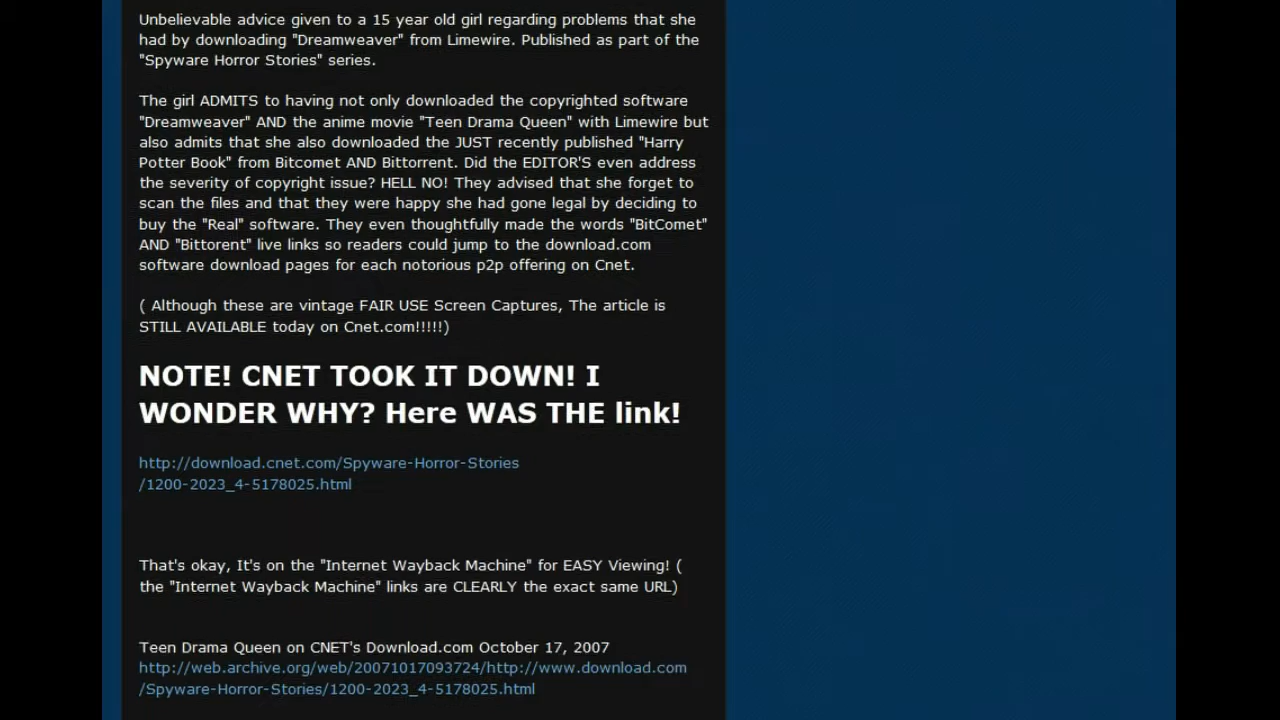 Unbelievable advice given to a 15 year old girl regarding problems that she
had by downloading "Dreamweaver" from Limewire. Published as part of the
"Spyware Horror Stories" series.
The girl ADMITS to having not only downloaded the copyrighted software
"Dreamweaver" AND the anime movie "Teen Drama Queen" with Limewire but
also admits that she also downloaded the JUST recently published "Harry
Potter Book" from Bitcomet AND Bittorrent. Did the EDITOR'S even address
the severity of copyright issue? HELL NO! They advised that she forget to
scan the files and that they were happy she had gone legal by deciding to
buy the "Real" software. They even thoughtfully made the words "BitComet"
AND "Bittorent" live links so readers could jump to the download.com
software download pages for each notorious p2p offering on Cnet.
( Although these are vintage FAIR USE Screen Captures, The article is
STILL AVAILABLE today on Cnet.com!!!!!)
NOTE! CNET TOOK IT DOWN! I
WONDER WHY? Here WAS THE link!
http://download.cnet.com/Spyware-Horror-Stories
/1200-2023_4-5178025.html
That's okay, It's on the "Internet Wayback Machine" for EASY Viewing! (
the "Internet Wayback Machine" links are CLEARLY the exact same URL)
Teen Drama Queen on CNET's Download.com October 17, 2007
http://web.archive.org/web/20071017093724/http://www.download.com
/Spyware-Horror-Stories/1200-2023_4-5178025.html